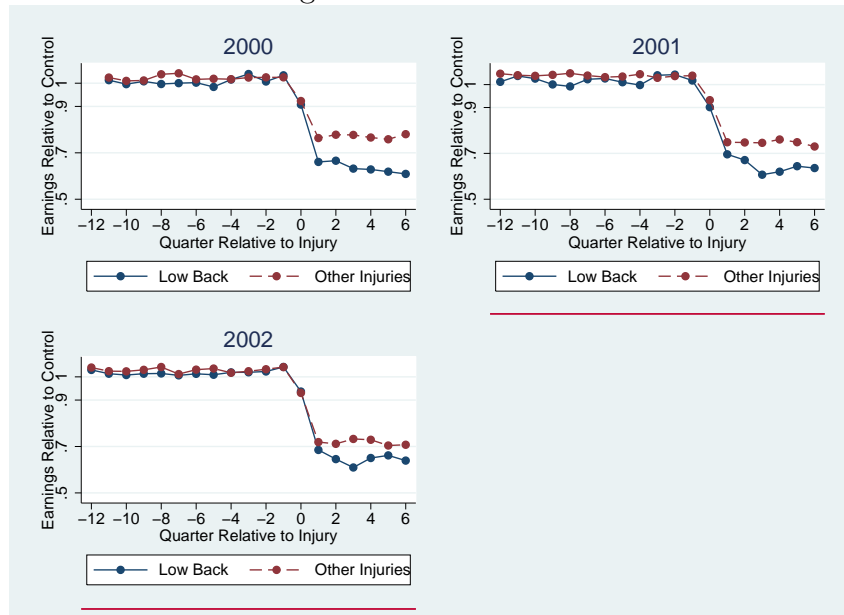 2000
Earnings Relative to Control
1
.9
.7
.5
−12 −10 −8 −6 −4 −2 0 2 4 6
Quarter Relative to Injury
Low Back Other Injuries
2001
Earnings Relative to Control
1
.9
.7
.5
−12 −10 −8 −6 −4 −2 0 2 4 6
Quarter Relative to Injury
Low Back Other Injuries
2002
Earnings Relative to Control
1
.9
.7
.5
−12 −10 −8 −6 −4 −2 0 2 4 6
Quarter Relative to Injury
Low Back Other Injuries